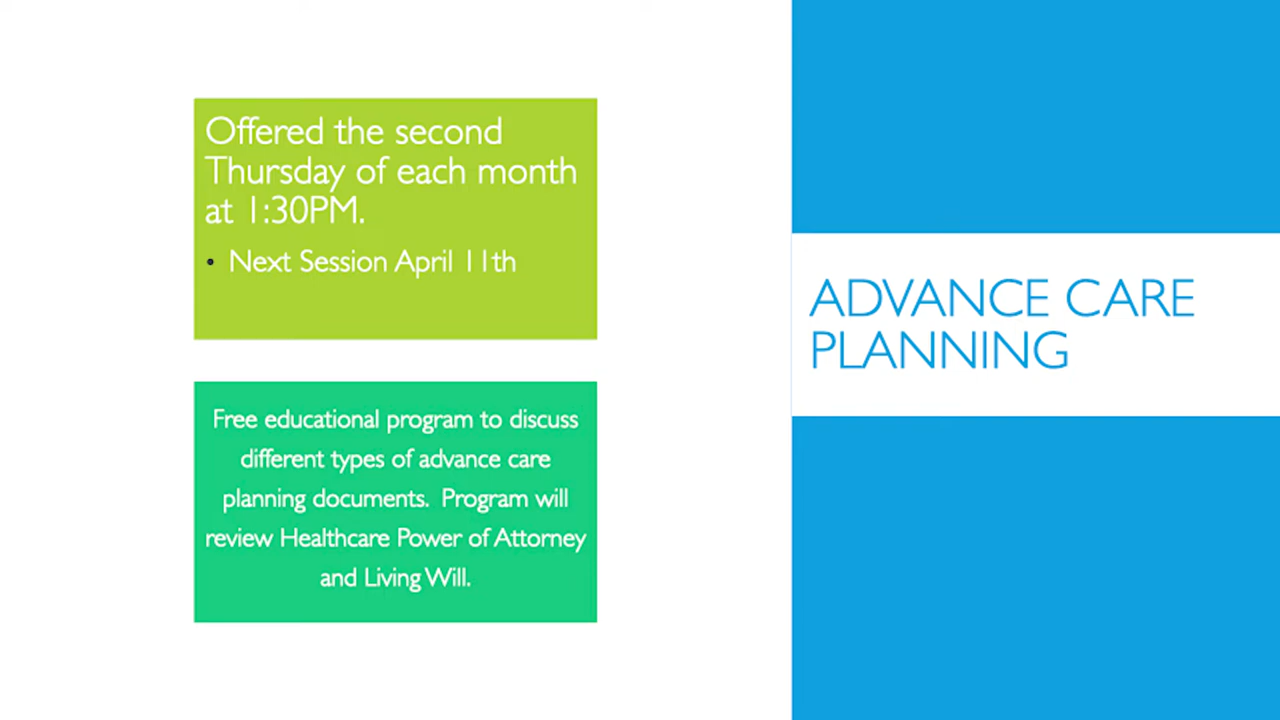 Offered the second
Thursday of each month
at 1:30PM.
• Next Session April 11th
Free educational program to discuss
different types of advance care
planning documents.  Program will
review Healthcare Power of Attorney
and Living Will.
ADVANCE CARE
PLANNING